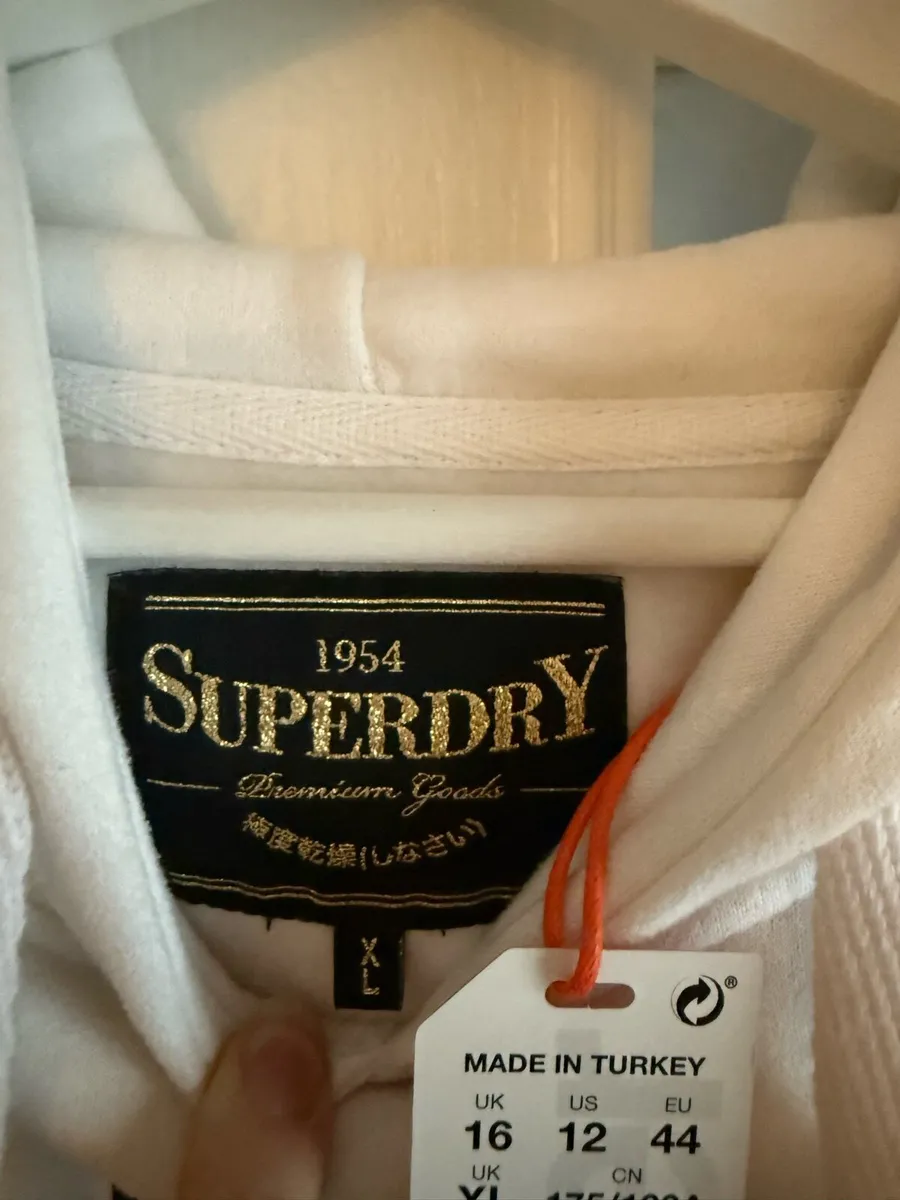 1954
SUPERDRY
Premium Goods
極度乾燥(しなさい)
X
L
®
MADE IN TURKEY
UK US EU
16 12 44
UK CN
XL